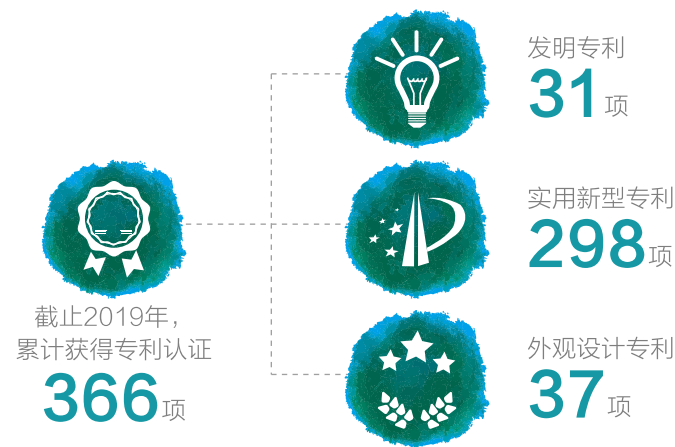 截止2019年，
累计获得专利认证
366项
发明专利
31项
实用新型专利
298项
外观设计专利
37项